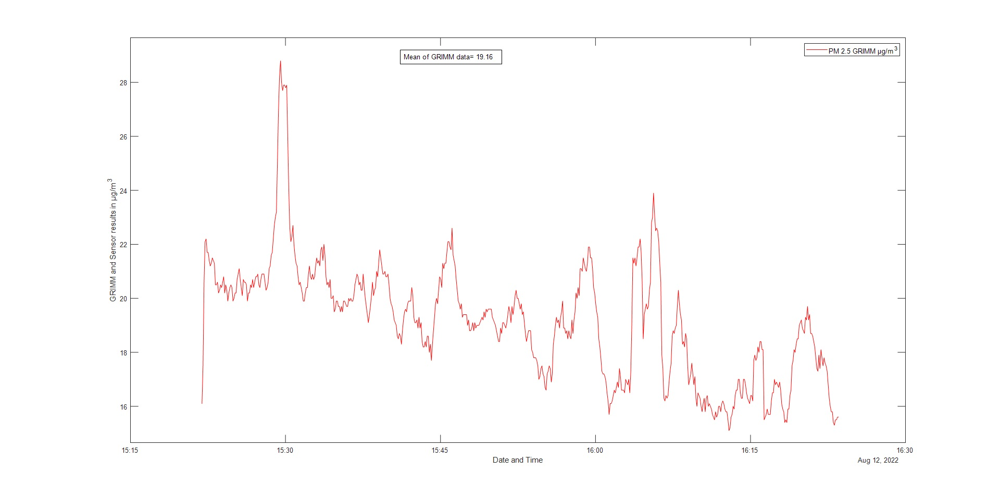 Mean of GRIMM data= 19.16
PM 2.5 GRIMM µg/m³
GRIMM and Sensor results in µg/m³
28
26
24
22
20
18
16
15:15
15:30
15:45
16:00
16:15
16:30
Date and Time
Aug 12, 2022